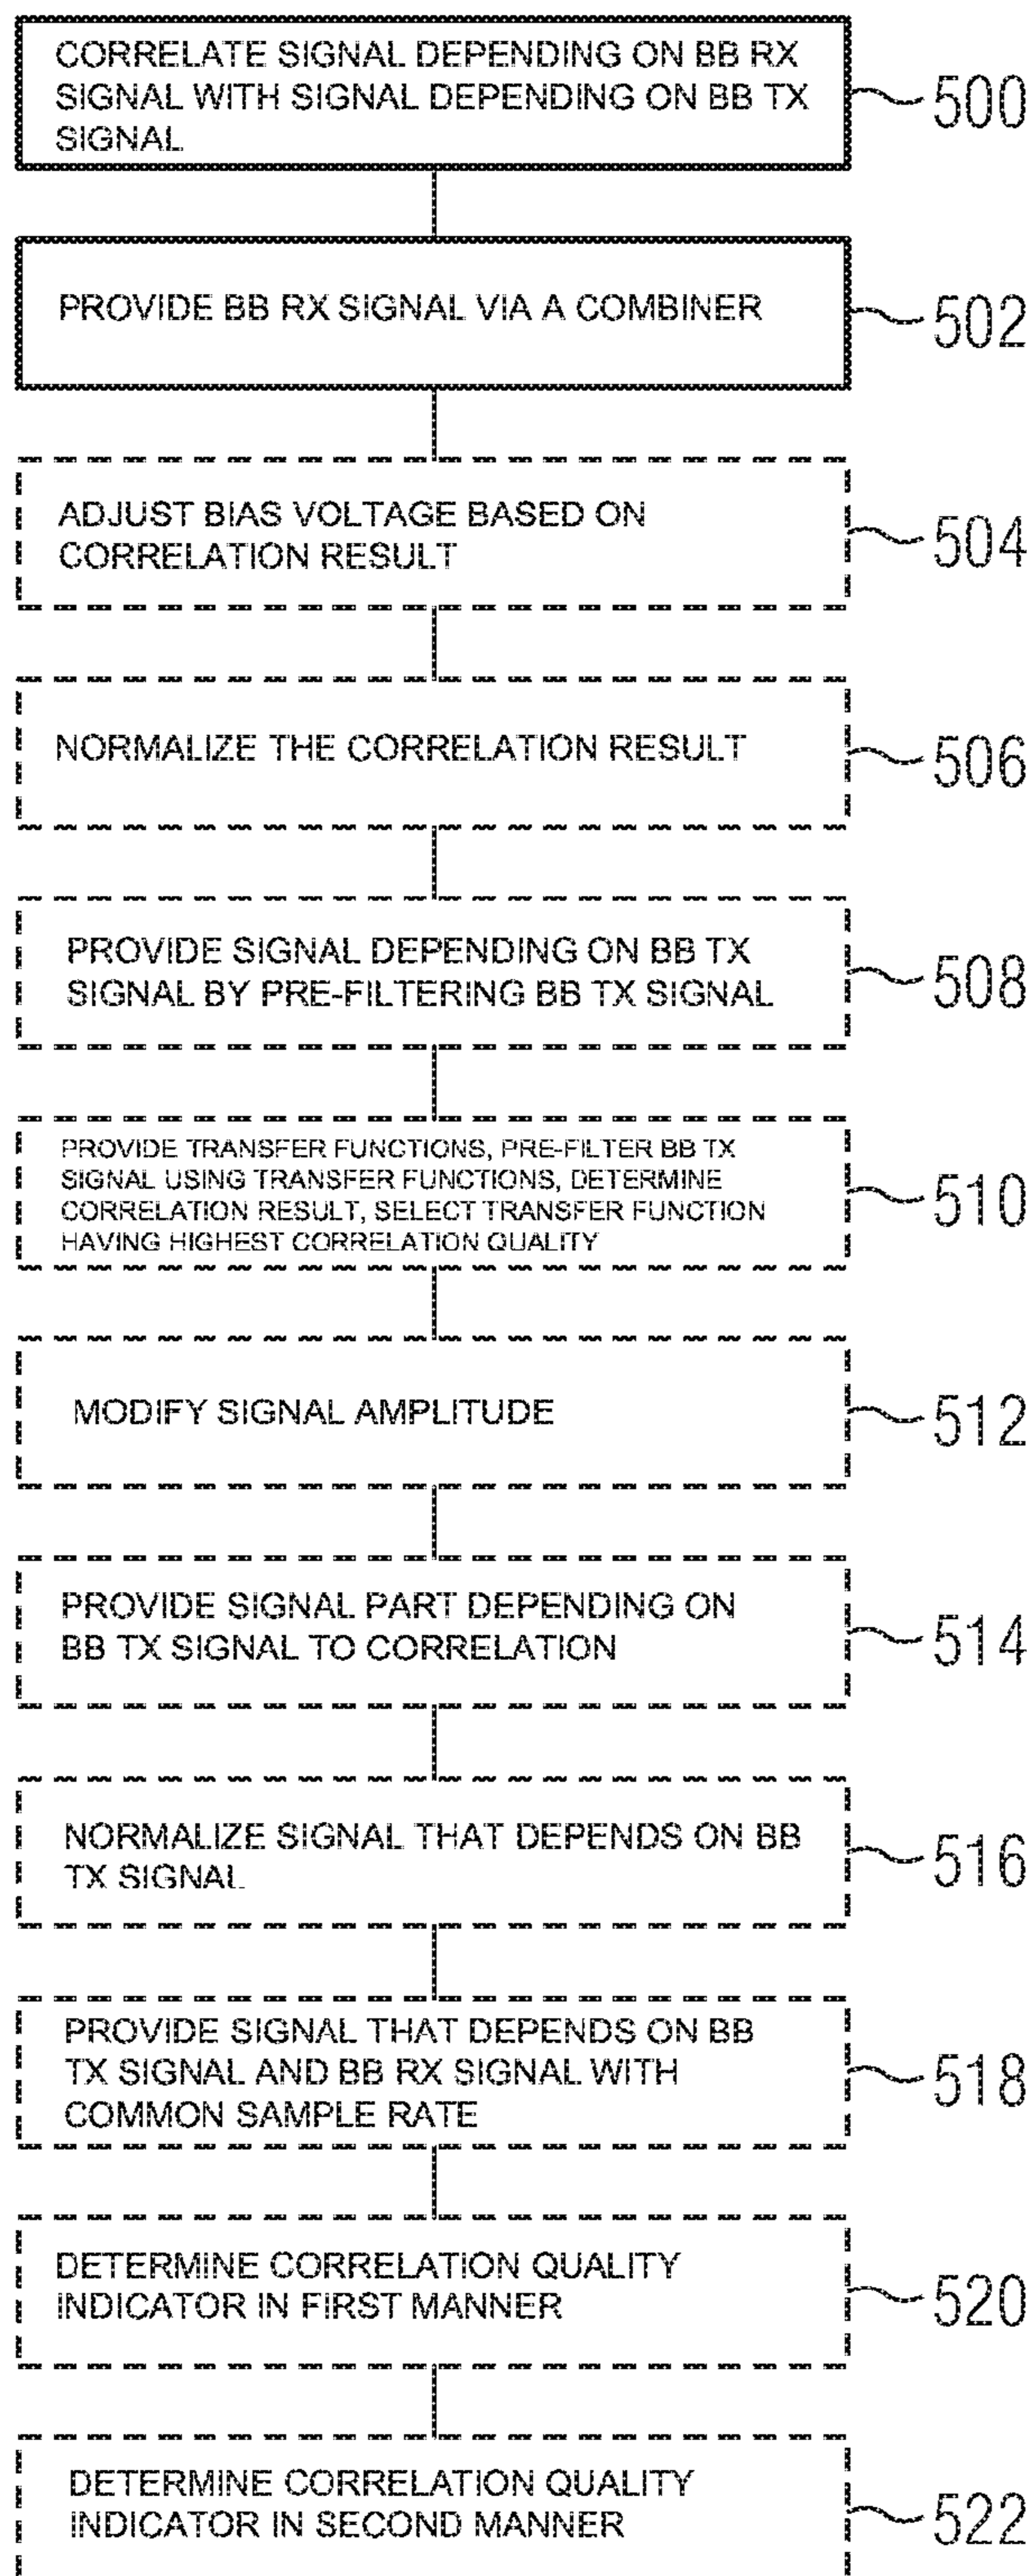 CORRELATE SIGNAL DEPENDING ON BB RX
SIGNAL WITH SIGNAL DEPENDING ON BB TX
SIGNAL
500
PROVIDE BB RX SIGNAL VIA A COMBINER
502
ADJUST BIAS VOLTAGE BASED ON
CORRELATION RESULT
504
NORMALIZE THE CORRELATION RESULT
506
PROVIDE SIGNAL DEPENDING ON BB TX
SIGNAL BY PRE-FILTERING BB TX SIGNAL
508
PROVIDE TRANSFER FUNCTIONS, PRE-FILTER BB TX
SIGNAL USING TRANSFER FUNCTIONS, DETERMINE
CORRELATION RESULT, SELECT TRANSFER FUNCTION
HAVING HIGHEST CORRELATION QUALITY
510
MODIFY SIGNAL AMPLITUDE
512
PROVIDE SIGNAL PART DEPENDING ON
BB TX SIGNAL TO CORRELATION
514
NORMALIZE SIGNAL THAT DEPENDS ON BB
TX SIGNAL
516
PROVIDE SIGNAL THAT DEPENDS ON BB
TX SIGNAL AND BB RX SIGNAL WITH
COMMON SAMPLE RATE
518
DETERMINE CORRELATION QUALITY
INDICATOR IN FIRST MANNER
520
DETERMINE CORRELATION QUALITY
INDICATOR IN SECOND MANNER
522